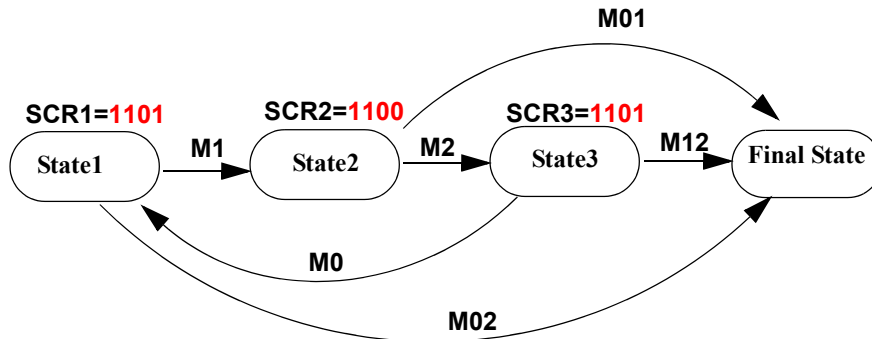 M01
SCR1=1101
SCR2=1100
SCR3=1101
State1
M1
State2
M2
State3
M12
Final State
M0
M02